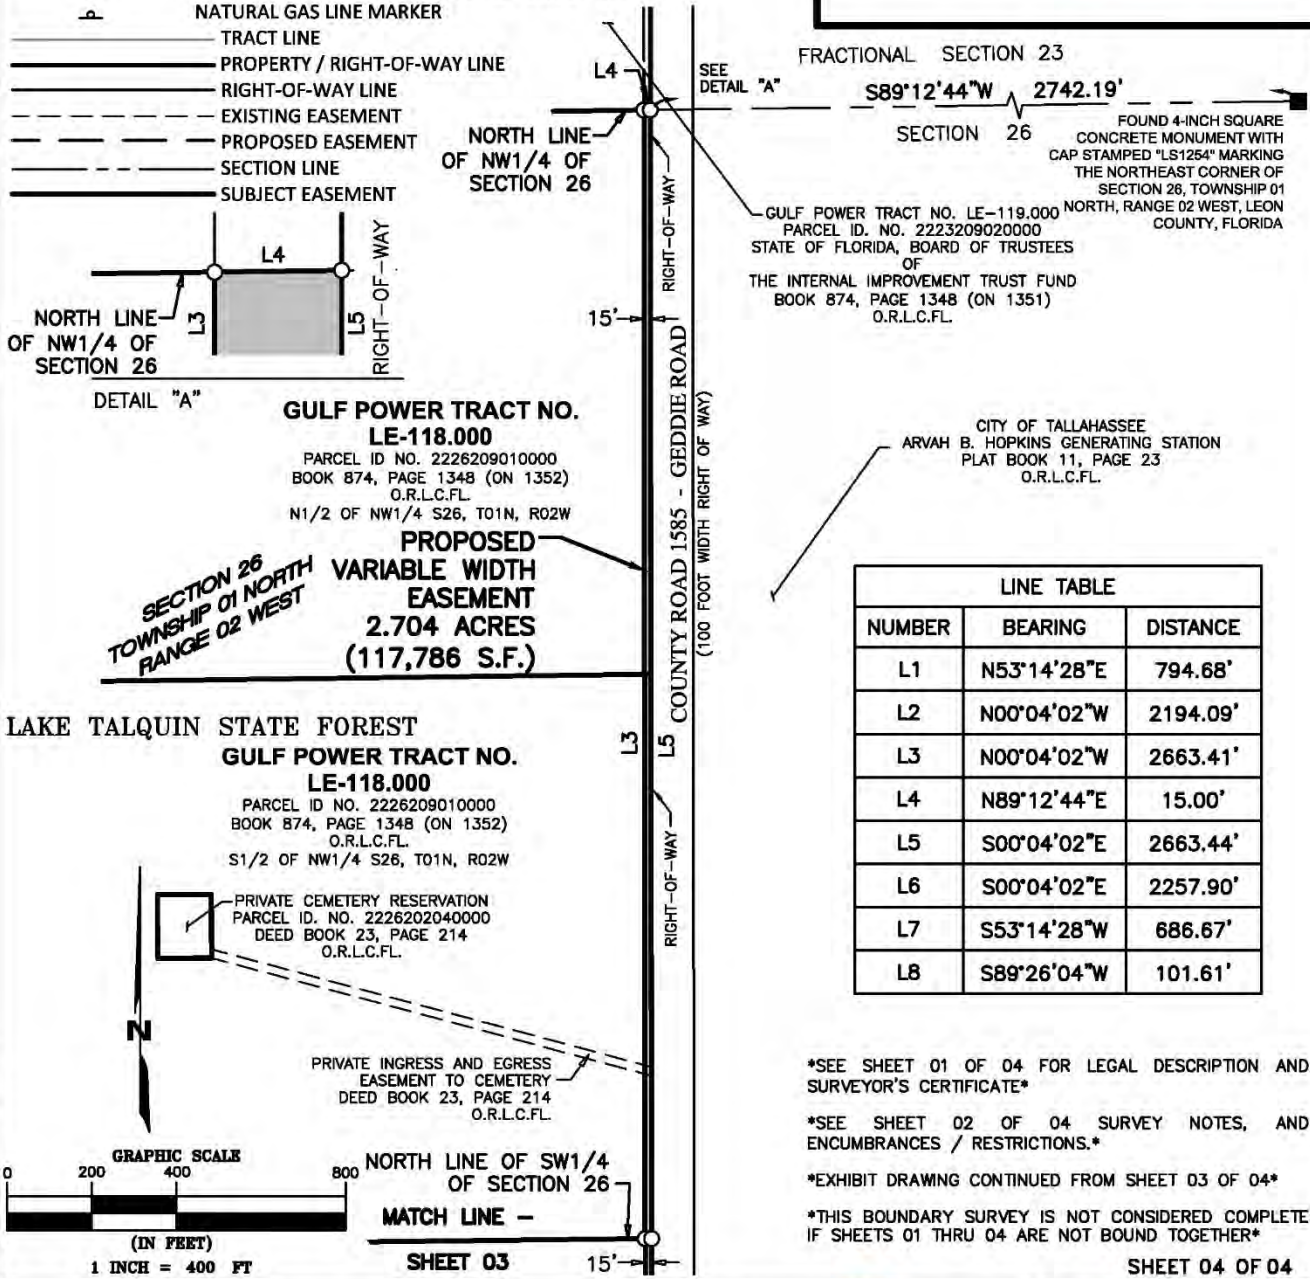 NATURAL GAS LINE MARKER
TRACT LINE
PROPERTY / RIGHT-OF-WAY LINE
RIGHT-OF-WAY LINE
EXISTING EASEMENT
PROPOSED EASEMENT
SECTION LINE
SUBJECT EASEMENT
L4
NORTH LINE
OF NW1/4 OF
SECTION 26
L3
L5
RIGHT-OF-WAY
DETAIL "A"
L4
SEE
DETAIL "A"
NORTH LINE
OF NW1/4 OF
SECTION 26
RIGHT-OF-WAY
FRACTIONAL SECTION 23
S89°12'44"W 2742.19'
SECTION 26
FOUND 4-INCH SQUARE
CONCRETE MONUMENT WITH
CAP STAMPED "LS1254" MARKING
THE NORTHEAST CORNER OF
SECTION 26, TOWNSHIP 01
NORTH, RANGE 02 WEST, LEON
COUNTY, FLORIDA
GULF POWER TRACT NO. LE-119.000
PARCEL ID. NO. 2223209020000
STATE OF FLORIDA, BOARD OF TRUSTEES
OF
THE INTERNAL IMPROVEMENT TRUST FUND
BOOK 874, PAGE 1348 (ON 1351)
O.R.L.C.FL.
15'
GULF POWER TRACT NO.
LE-118.000
PARCEL ID NO. 2226209010000
BOOK 874, PAGE 1348 (ON 1352)
O.R.L.C.FL.
N1/2 OF NW1/4 S26, T01N, R02W
PROPOSED
VARIABLE WIDTH
EASEMENT
2.704 ACRES
(117,786 S.F.)
SECTION 26
TOWNSHIP 01 NORTH
RANGE 02 WEST
COUNTY ROAD 1585 - GEDDIE ROAD
(100 FOOT WIDTH RIGHT OF WAY)
CITY OF TALLAHASSEE
ARVAH B. HOPKINS GENERATING STATION
PLAT BOOK 11, PAGE 23
O.R.L.C.FL.
LAKE TALQUIN STATE FOREST
GULF POWER TRACT NO.
LE-118.000
PARCEL ID NO. 2226209010000
BOOK 874, PAGE 1348 (ON 1352)
O.R.L.C.FL.
S1/2 OF NW1/4 S26, T01N, R02W
L3
L5
RIGHT-OF-WAY
PRIVATE CEMETERY RESERVATION
PARCEL ID. NO. 2226202040000
DEED BOOK 23, PAGE 214
O.R.L.C.FL.
N
PRIVATE INGRESS AND EGRESS
EASEMENT TO CEMETERY
DEED BOOK 23, PAGE 214
O.R.L.C.FL.
GRAPHIC SCALE
0 200 400 800
(IN FEET)
1 INCH = 400 FT
NORTH LINE OF SW1/4
OF SECTION 26
MATCH LINE -
SHEET 03
15'
LINE TABLE
NUMBER BEARING DISTANCE
L1 N53°14'28"E 794.68'
L2 N00°04'02"W 2194.09'
L3 N00°04'02"W 2663.41'
L4 N89°12'44"E 15.00'
L5 S00°04'02"E 2663.44'
L6 S00°04'02"E 2257.90'
L7 S53°14'28"W 686.67'
L8 S89°26'04"W 101.61'
*SEE SHEET 01 OF 04 FOR LEGAL DESCRIPTION AND
SURVEYOR'S CERTIFICATE*
*SEE SHEET 02 OF 04 SURVEY NOTES, AND
ENCUMBRANCES / RESTRICTIONS.*
*EXHIBIT DRAWING CONTINUED FROM SHEET 03 OF 04*
*THIS BOUNDARY SURVEY IS NOT CONSIDERED COMPLETE
IF SHEETS 01 THRU 04 ARE NOT BOUND TOGETHER*
SHEET 04 OF 04